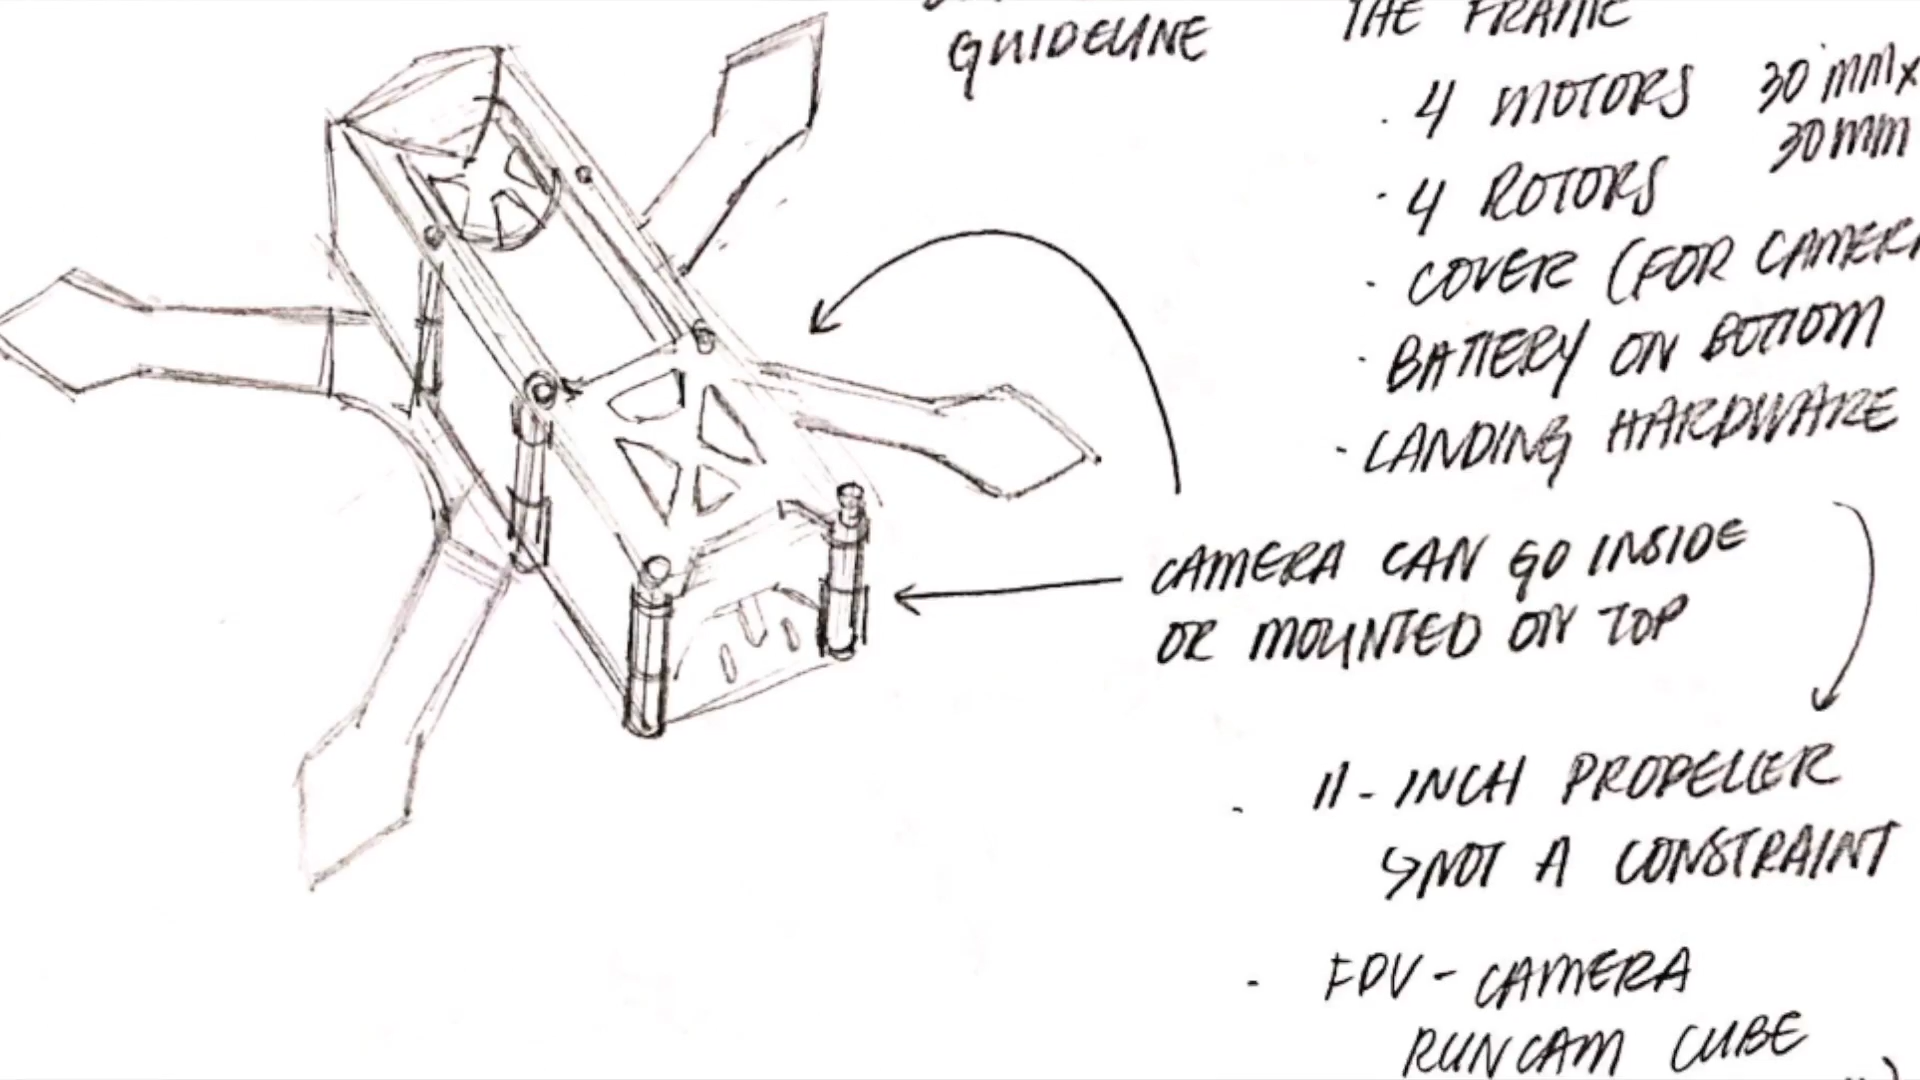 GUIDELINE
THE FRAME
· 4 MOTORS 30 mm x
30 mm
· 4 ROTORS
· COVER (FOR CAMERA
· BATTERY ON BOTTOM
- LANDING HARDWARE
CAMERA CAN GO INSIDE
OR MOUNTED ON TOP
- 11-INCH PROPELLER
↳NOT A CONSTRAINT
- FPV - CAMERA
RUNCAM CUBE